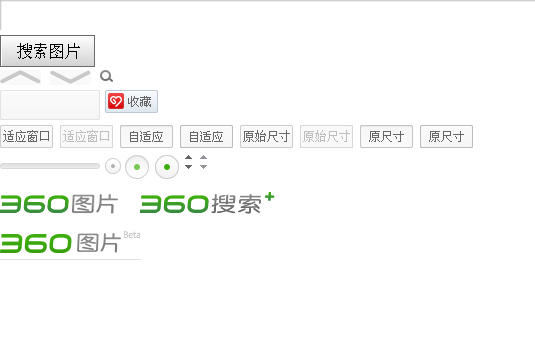 搜索图片
收藏
适应窗口 适应窗口 自适应 自适应 原始尺寸 原始尺寸 原尺寸 原尺寸
360图片 360搜索+
360图片 Beta